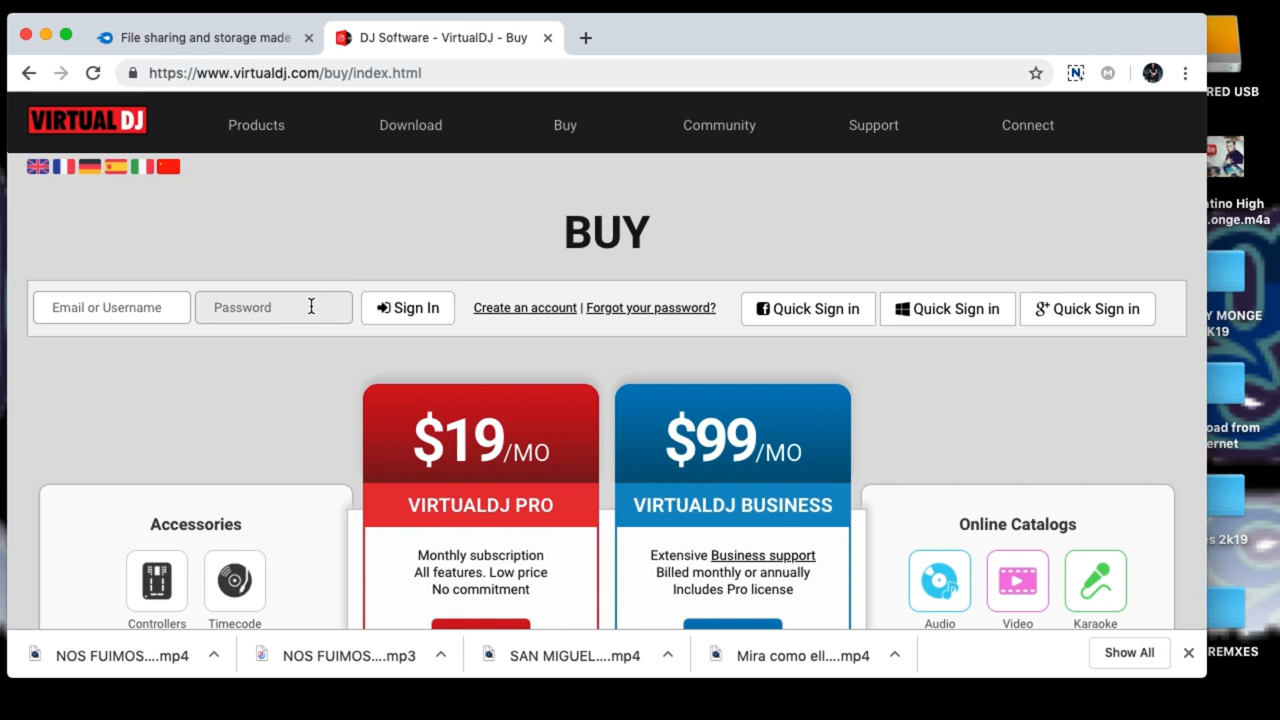 File sharing and storage made
DJ Software - VirtualDJ - Buy
https://www.virtualdj.com/buy/index.html
VIRTUAL DJ
Products
Download
Buy
Community
Support
Connect
BUY
Email or Username
Password
Sign In
Create an account | Forgot your password?
Quick Sign in
Quick Sign in
Quick Sign in
$19/MO
VIRTUALDJ PRO
Monthly subscription
All features. Low price
No commitment
$99/MO
VIRTUALDJ BUSINESS
Extensive Business support
Billed monthly or annually
Includes Pro license
Accessories
Controllers
Timecode
Online Catalogs
Audio
Video
Karaoke
NOS FUIMOS....mp4
NOS FUIMOS....mp3
SAN MIGUEL....mp4
Mira como ell....mp4
Show All
RED USB
tino High
...onge.m4a
Y MONGE
K19
oad from
ernet
s 2k19
REMXES